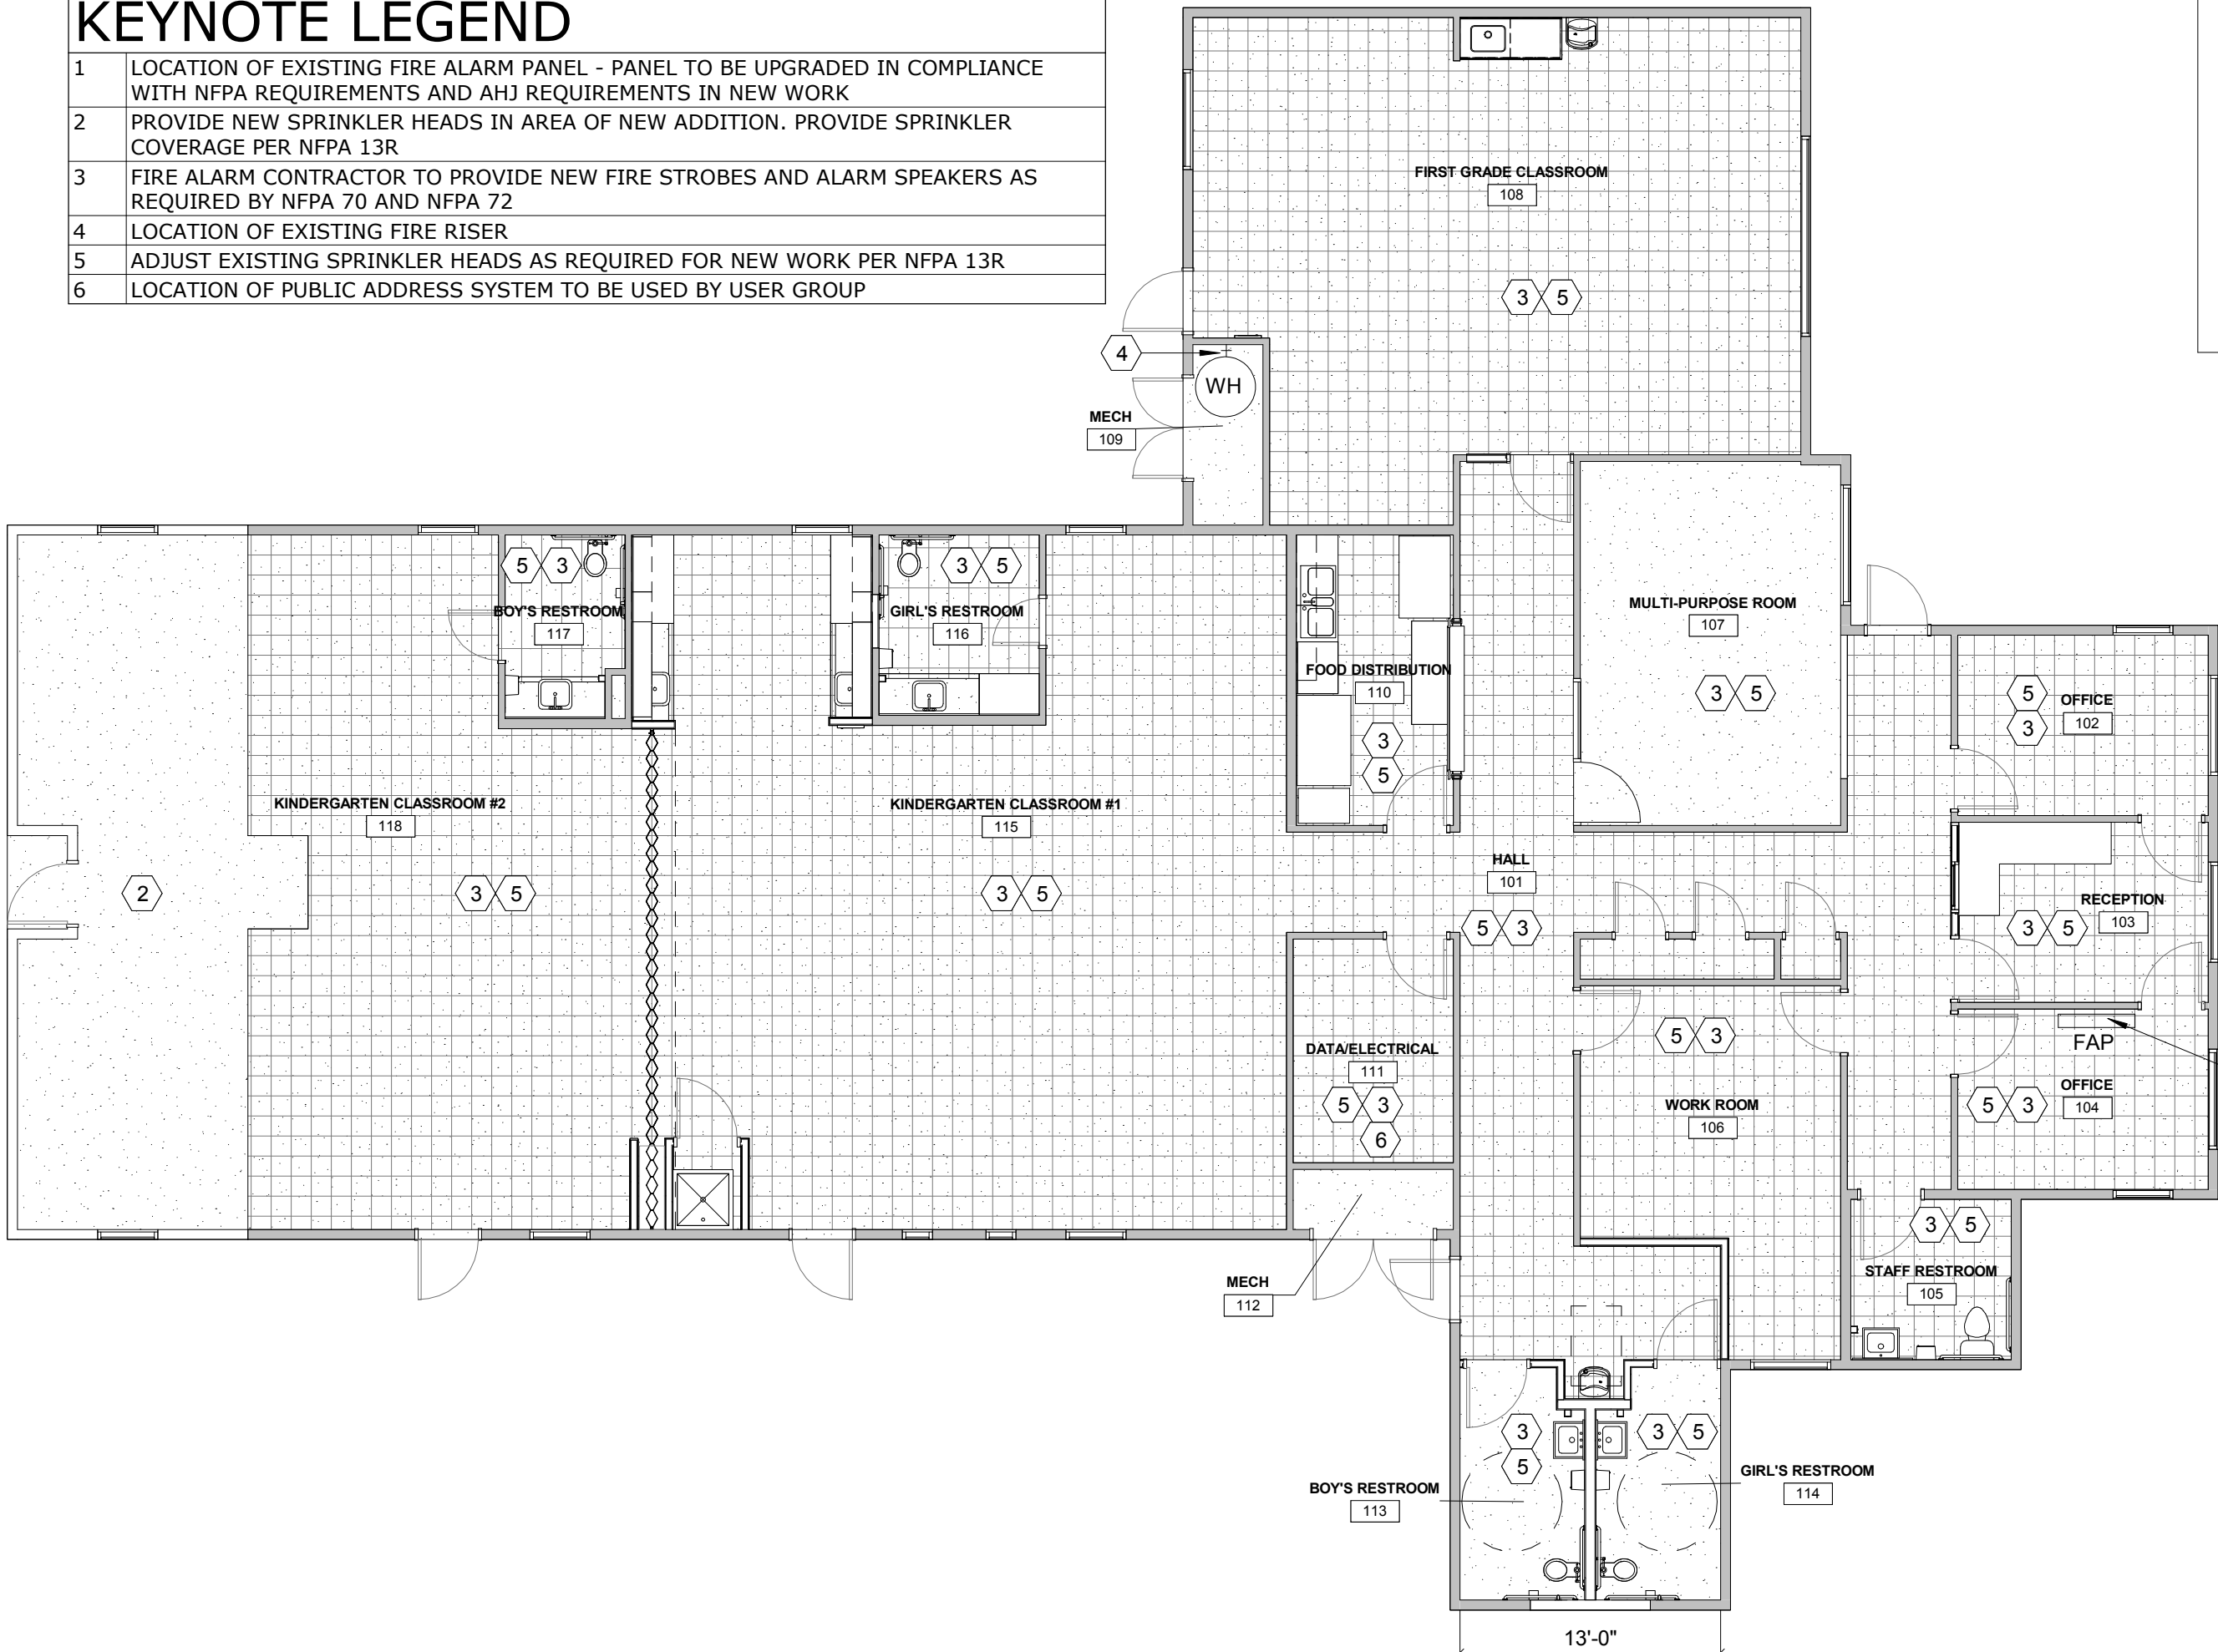 KEYNOTE LEGEND
1 LOCATION OF EXISTING FIRE ALARM PANEL - PANEL TO BE UPGRADED IN COMPLIANCE
WITH NFPA REQUIREMENTS AND AHJ REQUIREMENTS IN NEW WORK
2 PROVIDE NEW SPRINKLER HEADS IN AREA OF NEW ADDITION. PROVIDE SPRINKLER
COVERAGE PER NFPA 13R
3 FIRE ALARM CONTRACTOR TO PROVIDE NEW FIRE STROBES AND ALARM SPEAKERS AS
REQUIRED BY NFPA 70 AND NFPA 72
4 LOCATION OF EXISTING FIRE RISER
5 ADJUST EXISTING SPRINKLER HEADS AS REQUIRED FOR NEW WORK PER NFPA 13R
6 LOCATION OF PUBLIC ADDRESS SYSTEM TO BE USED BY USER GROUP
FIRST GRADE CLASSROOM
108
3 5
4
WH
MECH
109
5 3
BOY'S RESTROOM
117
3 5
GIRL'S RESTROOM
116
FOOD DISTRIBUTION
110
3
5
MULTI-PURPOSE ROOM
107
3 5
5
3
OFFICE
102
KINDERGARTEN CLASSROOM #2
118
3 5
2
KINDERGARTEN CLASSROOM #1
115
3 5
HALL
101
5 3
RECEPTION
103
3 5
DATA/ELECTRICAL
111
5 3
6
5 3
WORK ROOM
106
FAP
OFFICE
104
5 3
3 5
STAFF RESTROOM
105
MECH
112
3
5
BOY'S RESTROOM
113
3 5
GIRL'S RESTROOM
114
13'-0"